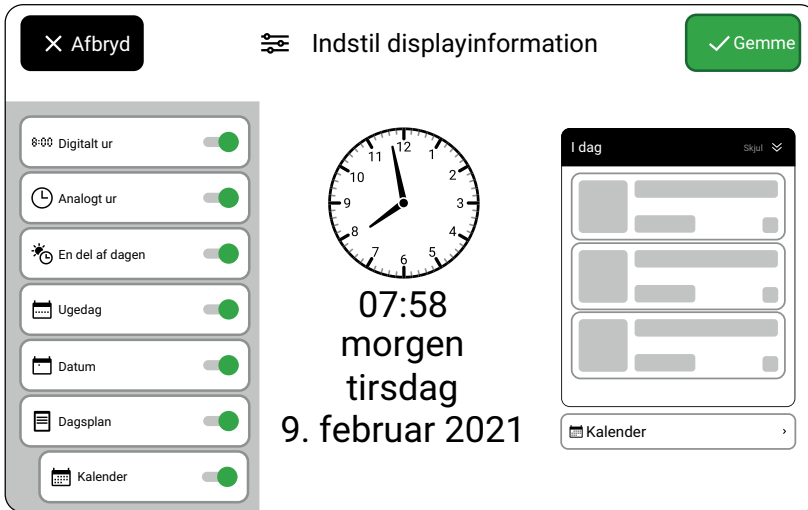 Afbryd
Indstil displayinformation
Gemme
8:00 Digitalt ur
Analogt ur
En del af dagen
Ugedag
Datum
Dagsplan
Kalender
12
1
2
3
4
5
6
7
8
9
10
11
07:58
morgen
tirsdag
9. februar 2021
I dag Skjul
Kalender